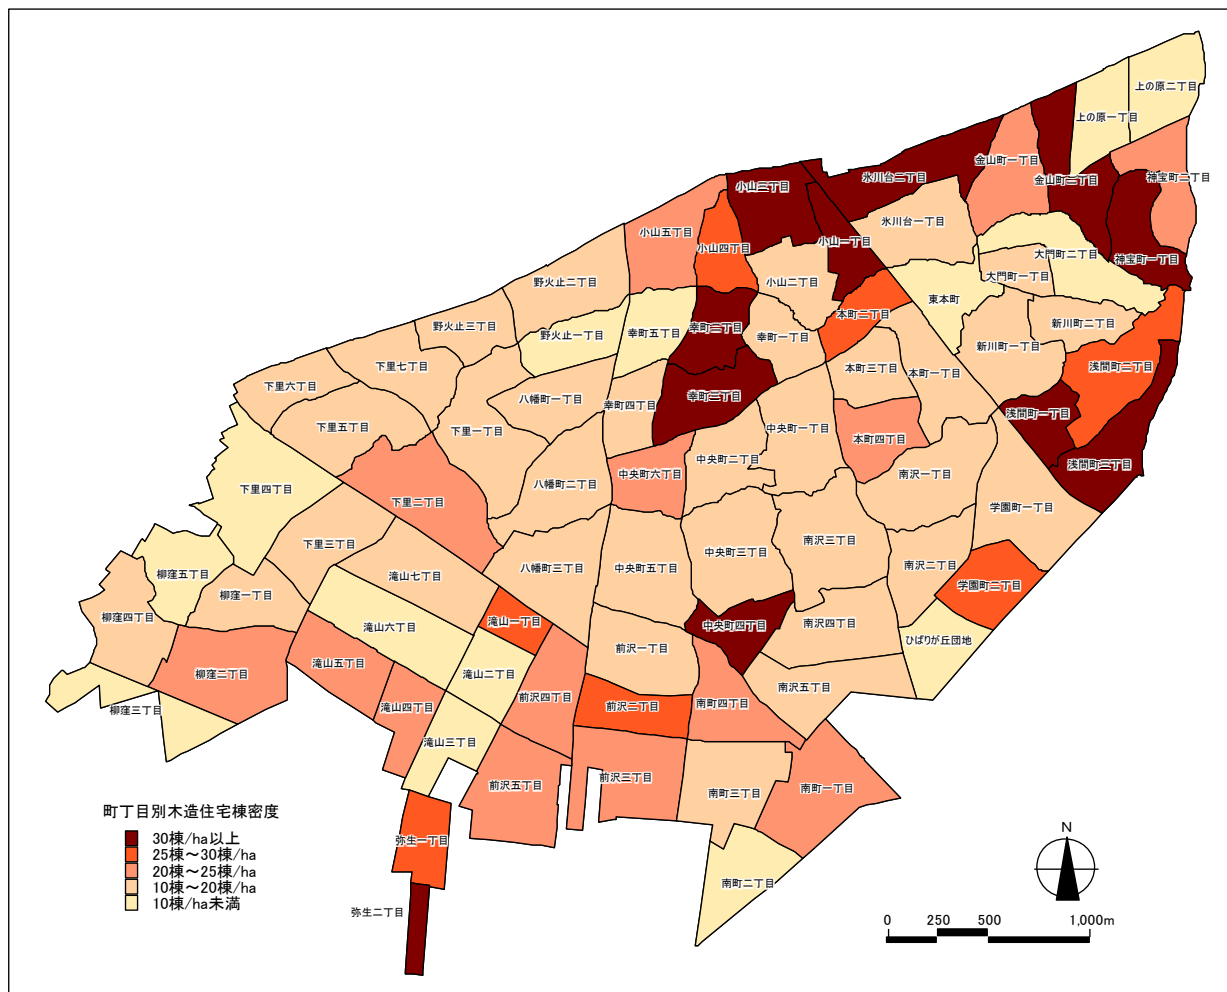 上の原二丁目
上の原一丁目
金山町一丁目
神宝町二丁目
氷川台二丁目
金山町二丁目
小山三丁目
氷川台一丁目
小山五丁目
小山一丁目
小山四丁目
大門町二丁目
神宝町一丁目
大門町一丁目
野火止二丁目
小山二丁目
東本町
本町二丁目
野火止三丁目
幸町二丁目
新川町二丁目
野火止一丁目
幸町五丁目
幸町一丁目
新川町一丁目
下里七丁目
浅間町二丁目
本町三丁目
本町一丁目
下里六丁目
八幡町一丁目
幸町四丁目
幸町三丁目
浅間町一丁目
下里五丁目
下里一丁目
中央町一丁目
本町四丁目
中央町二丁目
浅間町三丁目
中央町六丁目
南沢一丁目
下里四丁目
下里二丁目
八幡町二丁目
学園町一丁目
下里三丁目
南沢三丁目
中央町三丁目
南沢二丁目
柳窪五丁目
滝山七丁目
八幡町三丁目
中央町五丁目
学園町二丁目
柳窪一丁目
柳窪四丁目
滝山六丁目
滝山一丁目
中央町四丁目
南沢四丁目
ひばりが丘団地
前沢一丁目
滝山五丁目
柳窪二丁目
滝山二丁目
南沢五丁目
前沢四丁目
南町四丁目
柳窪三丁目
滝山四丁目
前沢二丁目
滝山三丁目
前沢三丁目
前沢五丁目
南町三丁目
南町一丁目
弥生一丁目
南町二丁目
弥生二丁目
町丁目別木造住宅棟密度
30棟/ha以上
25棟～30棟/ha
20棟～25棟/ha
10棟～20棟/ha
10棟/ha未満
N
0 250 500 1,000m